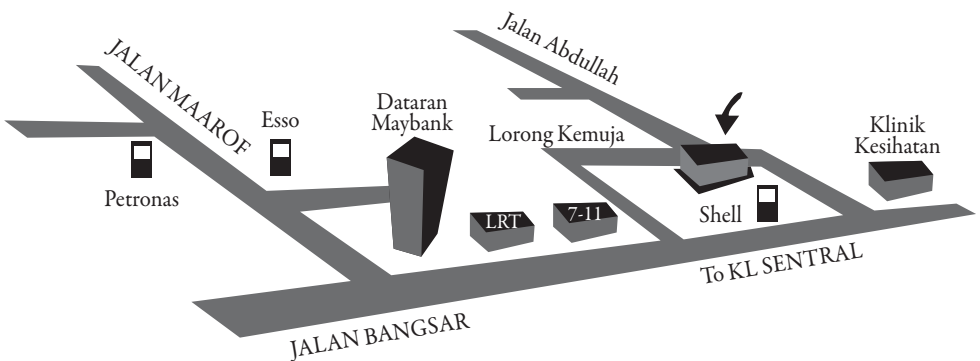 Jalan Abdullah
JALAN MAAROF
Esso
Dataran
Maybank
Lorong Kemuja
Klinik
Kesihatan
Petronas
LRT
7-11
Shell
To KL SENTRAL
JALAN BANGSAR